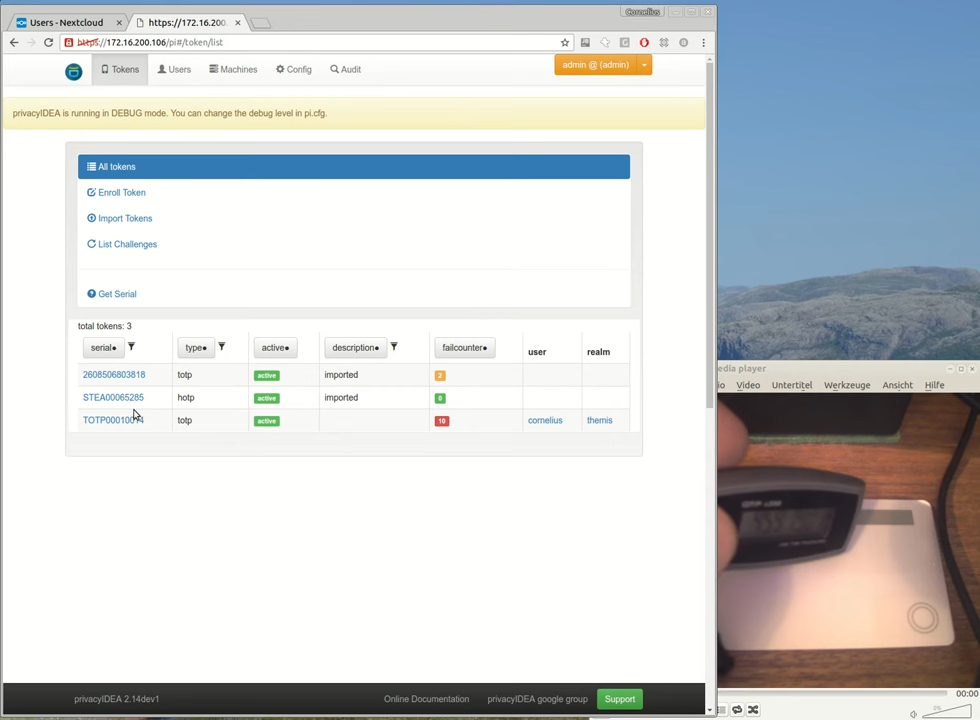 Cornelius
Users - Nextcloud
https://172.16.200.
https://172.16.200.106/pi#/token/list
Tokens
Users
Machines
Config
Audit
admin @ (admin)
privacyIDEA is running in DEBUG mode. You can change the debug level in pi.cfg.
All tokens
Enroll Token
Import Tokens
List Challenges
Get Serial
total tokens: 3
serial● type● active● description● failcounter● user realm
2608506803818 totp active imported 2
STEA00065285 hotp active imported 0
totp active 10 cornelius themis
edia player
io Video Untertitel Werkzeuge Ansicht Hilfe
privacyIDEA 2.14dev1
Online Documentation
privacyIDEA google group
Support
00:00
0%